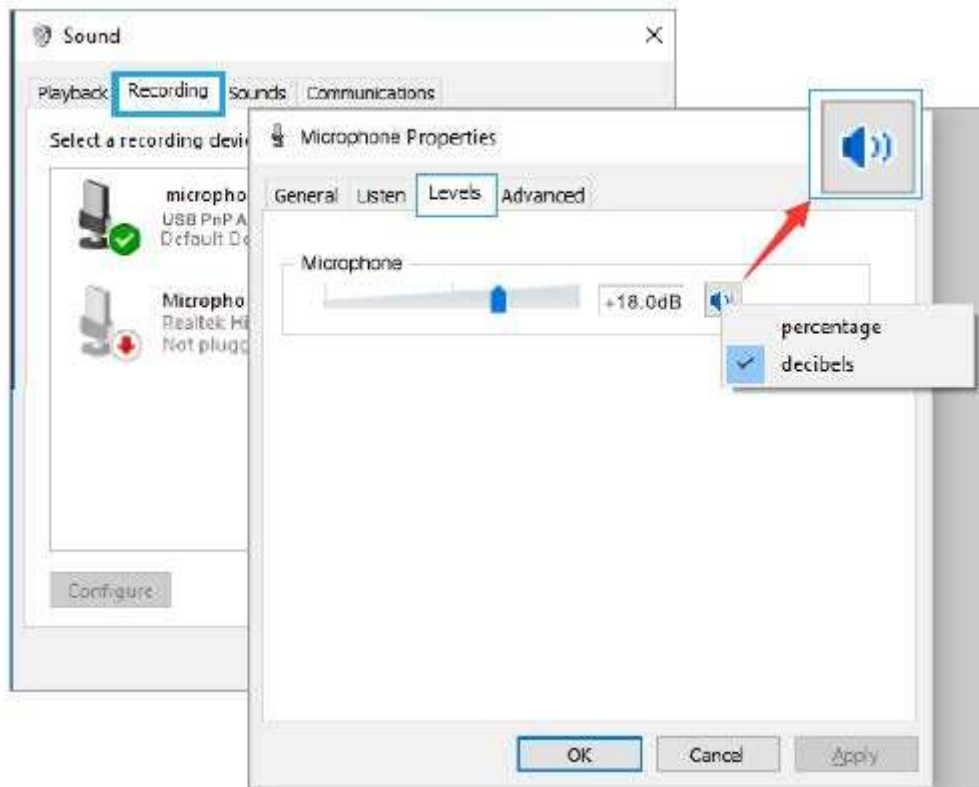 Sound
Playback Recording Sounds Communications
Select a recording devi
micropho
USB PnP A
Default De
Micropho
Realtek Hi
Not plugg
Configure
Microphone Properties
General Listen Levels Advanced
Microphone
+18.0dB
percentage
decibels
OK Cancel Apply